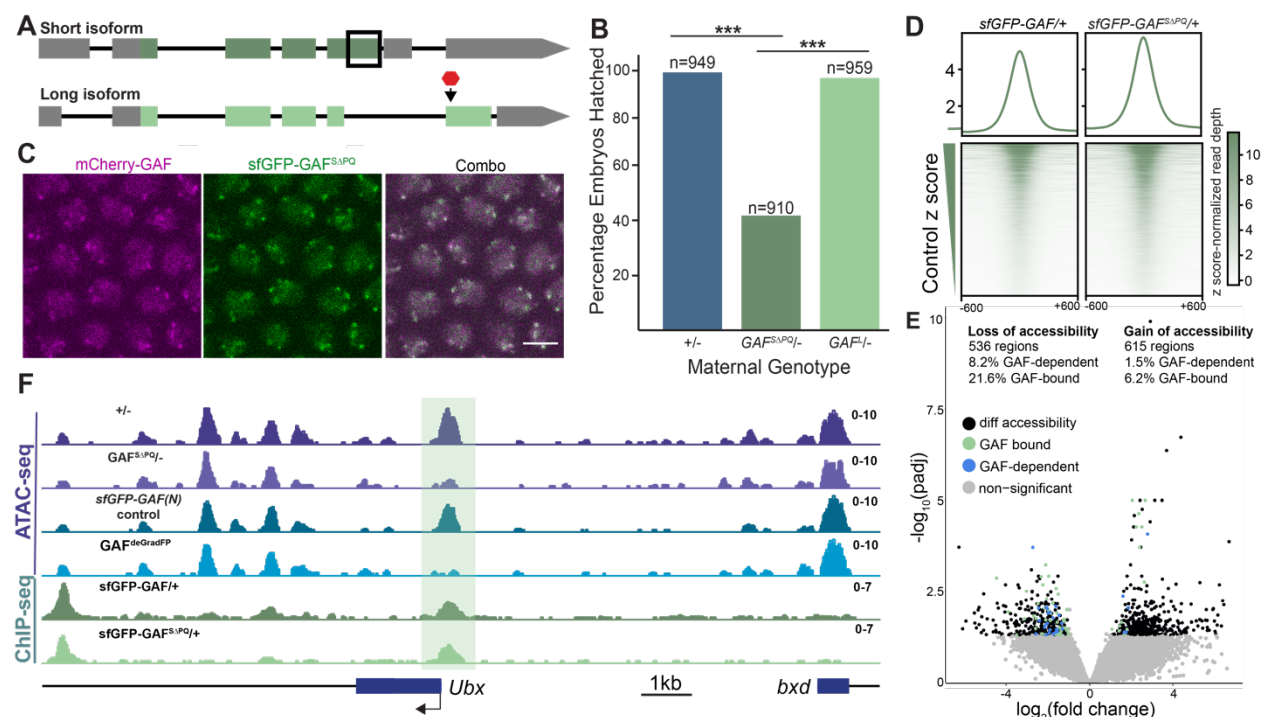 A
Short isoform
Long isoform
B
***
***
n=949
n=910
n=959
100
80
60
40
20
Percentage Embryos Hatched
+/-
GAFSΔPQ/-
GAFL/-
Maternal Genotype
C
mCherry-GAF
sfGFP-GAFSΔPQ
Combo
D
sfGFP-GAF/+
sfGFP-GAFSΔPQ/+
4
2
Control z score
-600
+600
-600
+600
10
8
6
4
2
0
z score-normalized read depth
E
10
7.5
5
2.5
0
-log10(padj)
Loss of accessibility
536 regions
8.2% GAF-dependent
21.6% GAF-bound
Gain of accessibility
615 regions
1.5% GAF-dependent
6.2% GAF-bound
diff accessibility
GAF bound
GAF-dependent
non-significant
-4
0
4
log2(fold change)
F
ATAC-seq
ChIP-seq
+/-
0-10
GAFSΔPQ/-
0-10
sfGFP-GAF(N)
control
0-10
GAFdeGradFP
0-10
sfGFP-GAF/+
0-7
sfGFP-GAFSΔPQ/+
0-7
Ubx
1kb
bxd